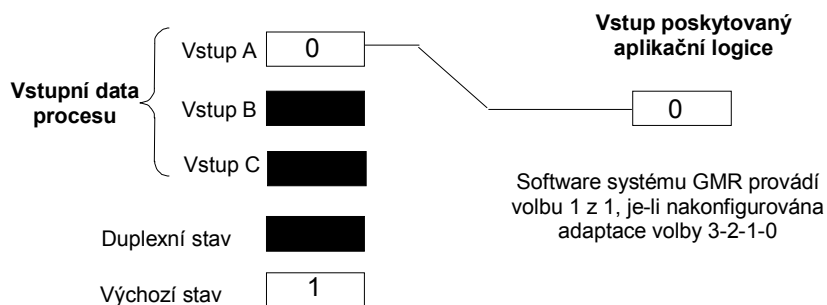 Vstup poskytovaný
aplikační logice
Vstup A
0
Vstupní data
procesu
Vstup B
0
Vstup C
Software systému GMR provádí
volbu 1 z 1, je-li nakonfigurována
adaptace volby 3-2-1-0
Duplexní stav
Výchozí stav
1